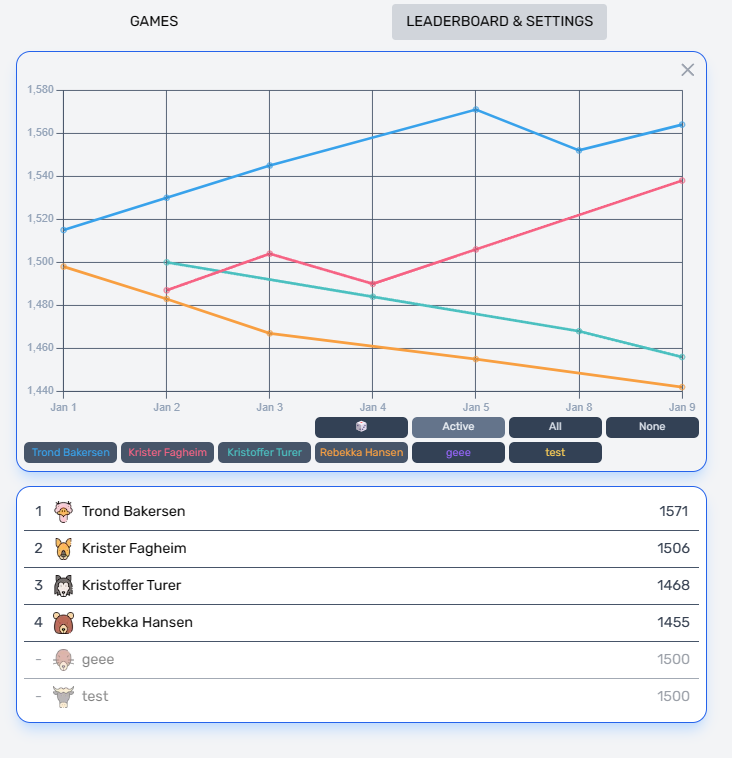 GAMES LEADERBOARD & SETTINGS
1,580
1,560
1,540
1,520
1,500
1,480
1,460
1,440
Jan 1 Jan 2 Jan 3 Jan 4 Jan 5 Jan 8 Jan 9
Active All None
Trond Bakersen Krister Fagheim Kristoffer Turer Rebekka Hansen geee test
1 Trond Bakersen 1571
2 Krister Fagheim 1506
3 Kristoffer Turer 1468
4 Rebekka Hansen 1455
- geee 1500
- test 1500